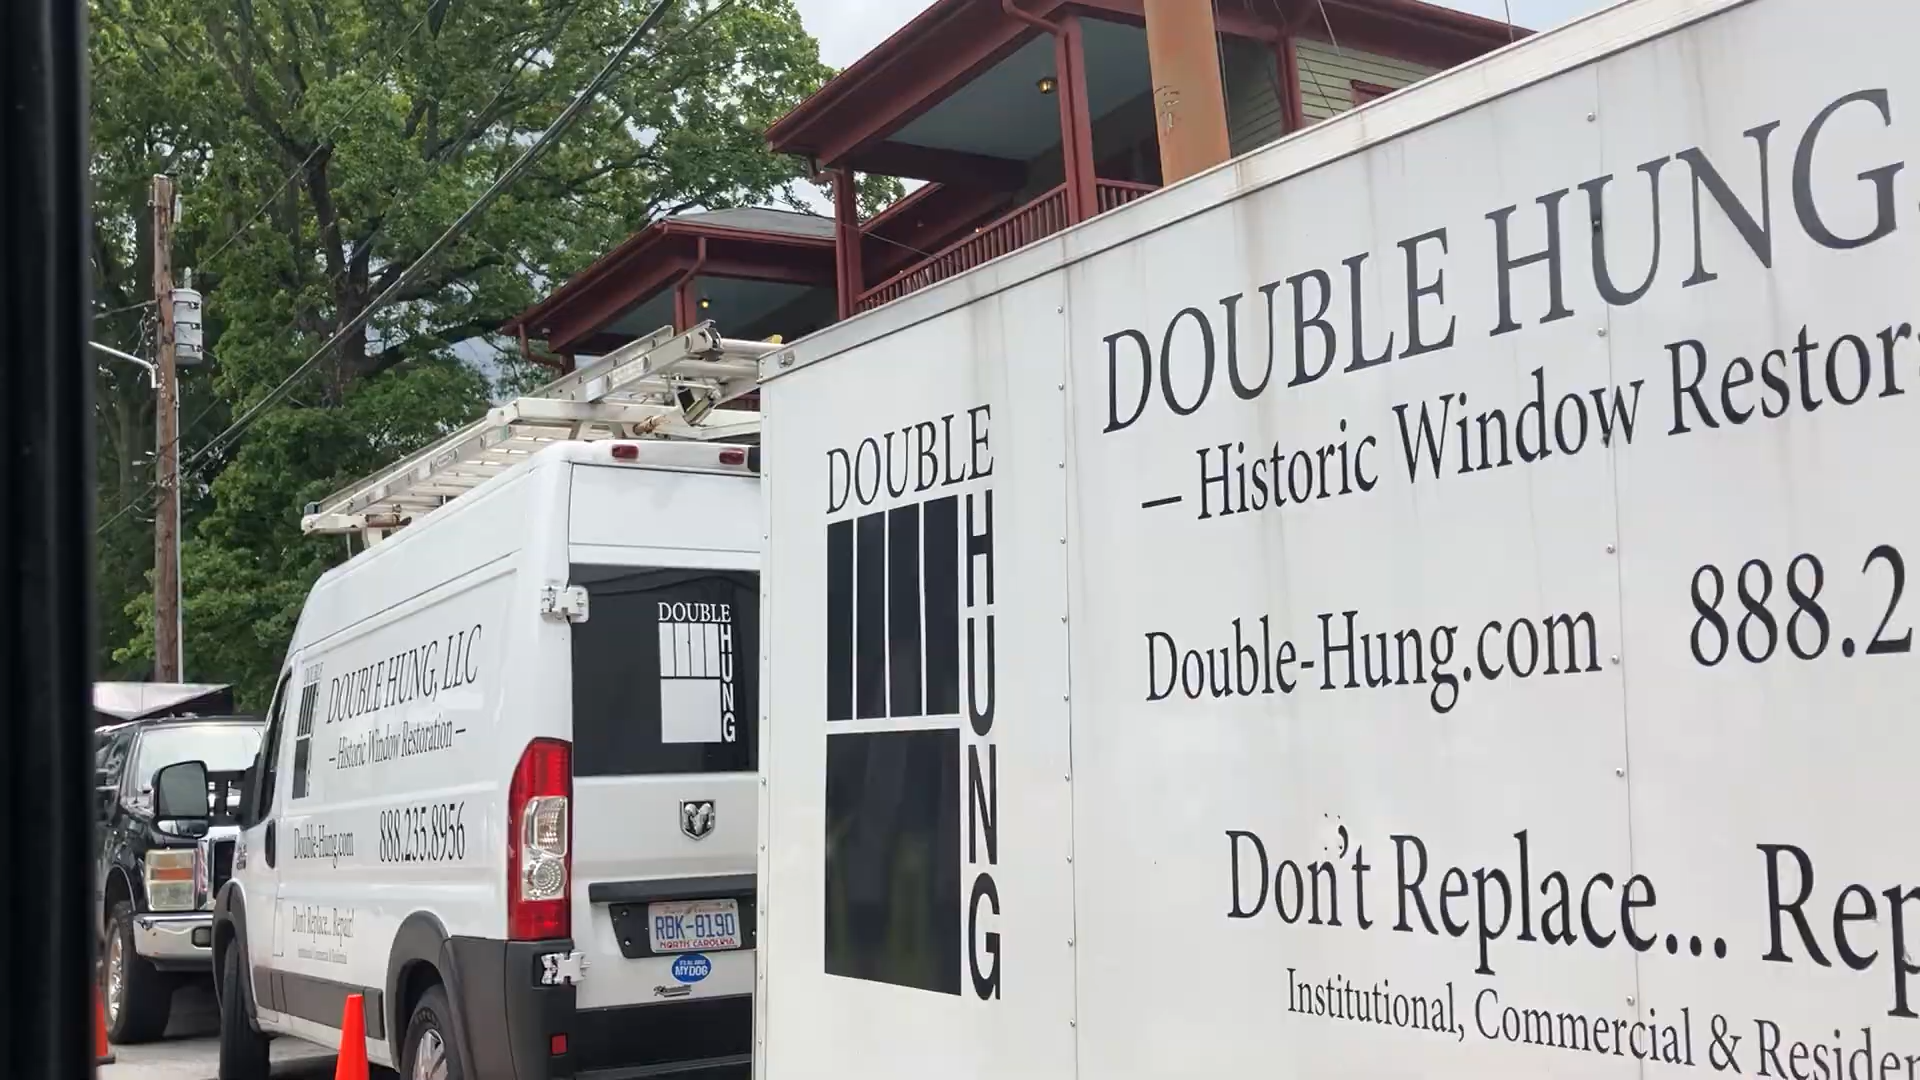 DOUBLE HUNG
— Historic Window Restor
Double-Hung.com 888.2
Don't Replace... Rep
Institutional, Commercial & Residen
DOUBLE
HUNG
DOUBLE
HUNG
DOUBLE HUNG, LLC
— Historic Window Restoration —
Double-Hung.com 888.235.8956
Don't Replace... Repair!
RBK-8190
NORTH CAROLINA
MY DOG